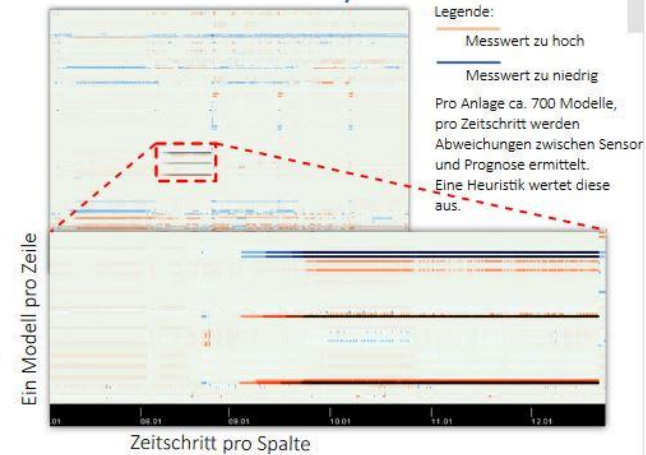 Legende:
Messwert zu hoch
Messwert zu niedrig
Pro Anlage ca. 700 Modelle,
pro Zeitschritt werden
Abweichungen zwischen Sensor
und Prognose ermittelt.
Eine Heuristik wertet diese
aus.
Ein Modell pro Zeile
.01
08.01
09.01
10.01
11.01
12.01
Zeitschritt pro Spalte